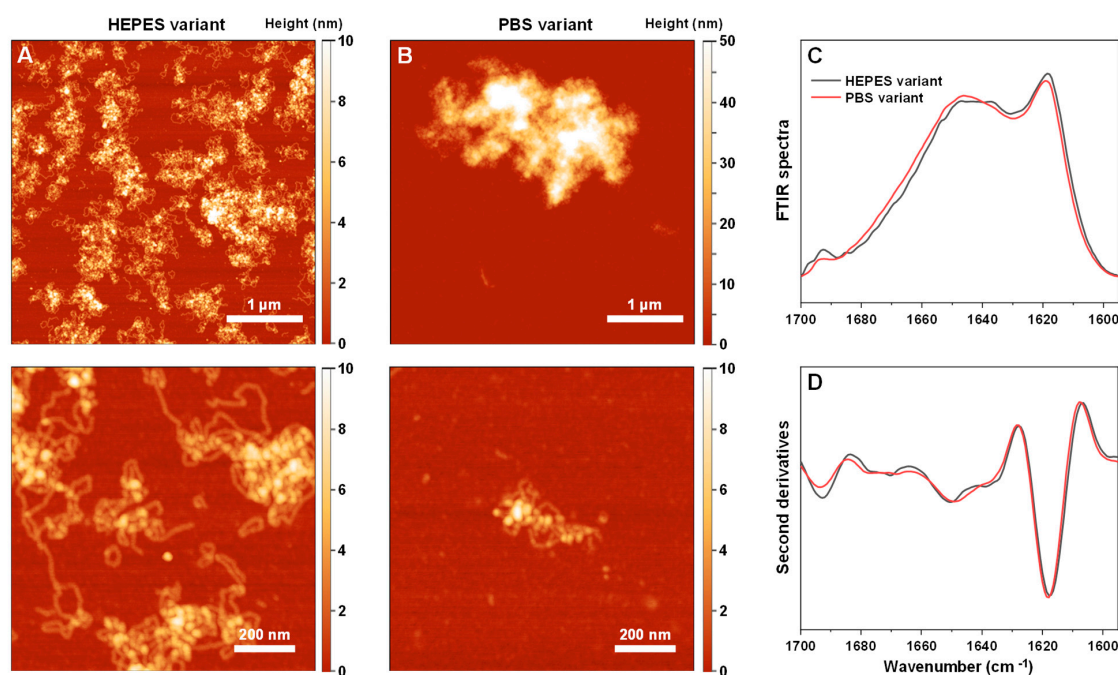 HEPES variant
Height (nm)
PBS variant
Height (nm)
A
10
8
6
4
2
0
1 µm
B
50
40
30
20
10
0
1 µm
C
HEPES variant
PBS variant
FTIR spectra
1700 1680 1660 1640 1620 1600
10
8
6
4
2
0
200 nm
10
8
6
4
2
0
200 nm
D
Second derivatives
1700 1680 1660 1640 1620 1600
Wavenumber (cm -1)